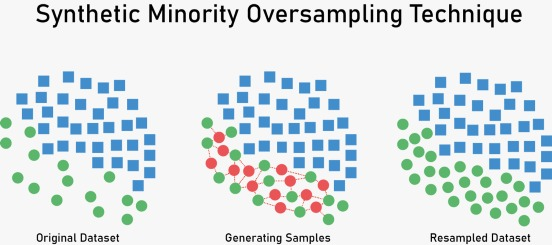 Synthetic Minority Oversampling Technique
Original Dataset
Generating Samples
Resampled Dataset